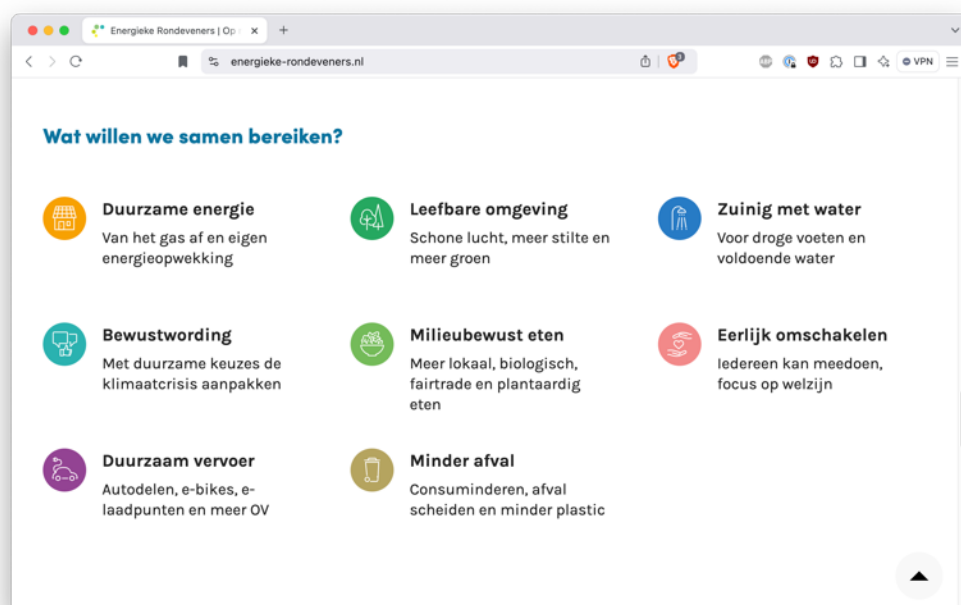 Energieke Rondeveners | Op
energieke-rondeveners.nl
3
VPN
Wat willen we samen bereiken?
Duurzame energie
Van het gas af en eigen
energieopwekking
Leefbare omgeving
Schone lucht, meer stilte en
meer groen
Zuinig met water
Voor droge voeten en
voldoende water
Bewustwording
Met duurzame keuzes de
klimaatcrisis aanpakken
Milieubewust eten
Meer lokaal, biologisch,
fairtrade en plantaardig
eten
Eerlijk omschakelen
Iedereen kan meedoen,
focus op welzijn
Duurzaam vervoer
Autodelen, e-bikes, e-
laadpunten en meer OV
Minder afval
Consuminderen, afval
scheiden en minder plastic